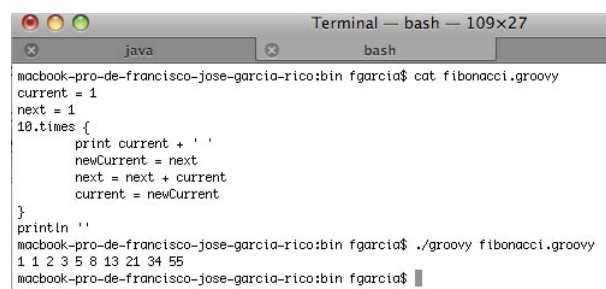 Terminal — bash — 109×27
java bash
macbook-pro-de-francisco-jose-garcia-rico:bin fgarcia$ cat fibonacci.groovy
current = 1
next = 1
10.times {
        print current + ' '
        newCurrent = next
        next = next + current
        current = newCurrent
}
println ''
macbook-pro-de-francisco-jose-garcia-rico:bin fgarcia$ ./groovy fibonacci.groovy
1 1 2 3 5 8 13 21 34 55
macbook-pro-de-francisco-jose-garcia-rico:bin fgarcia$